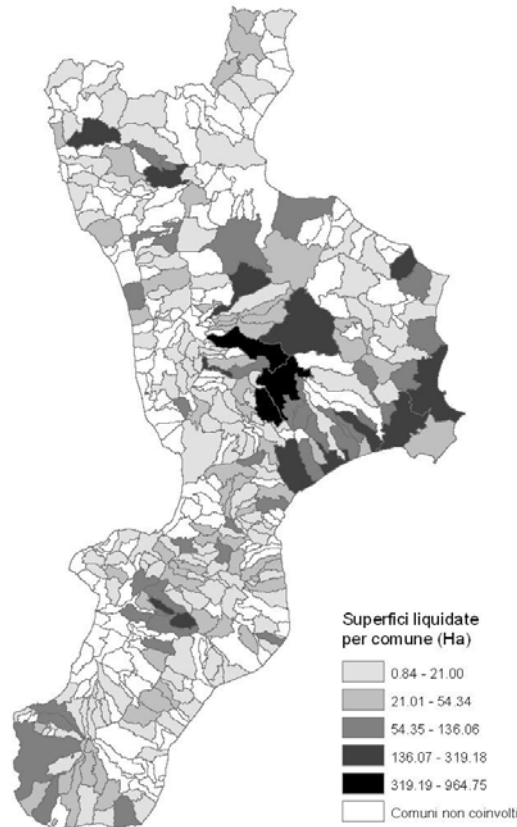 Superfici liquidate
per comune (Ha)
0.84 - 21.00
21.01 - 54.34
54.35 - 136.06
136.07 - 319.18
319.19 - 964.75
Comuni non coinvolti